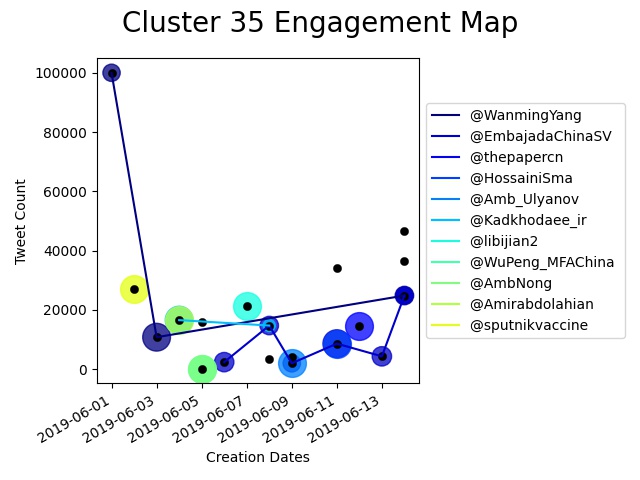 Cluster 35 Engagement Map
100000
80000
60000
40000
20000
0
Tweet Count
2019-06-01
2019-06-03
2019-06-05
2019-06-07
2019-06-09
2019-06-11
2019-06-13
Creation Dates
@WanmingYang
@EmbajadaChinaSV
@thepapercn
@HossainiSma
@Amb_Ulyanov
@Kadkhodaee_ir
@libijian2
@WuPeng_MFAChina
@AmbNong
@Amirabdolahian
@sputnikvaccine